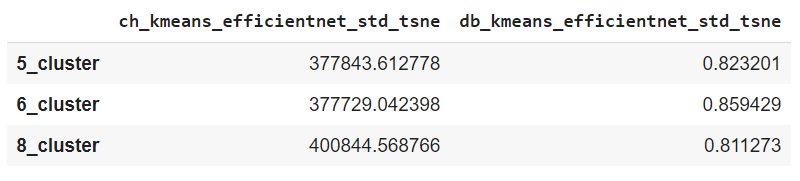 ch_kmeans_efficientnet_std_tsne db_kmeans_efficientnet_std_tsne
5_cluster 377843.612778 0.823201
6_cluster 377729.042398 0.859429
8_cluster 400844.568766 0.811273